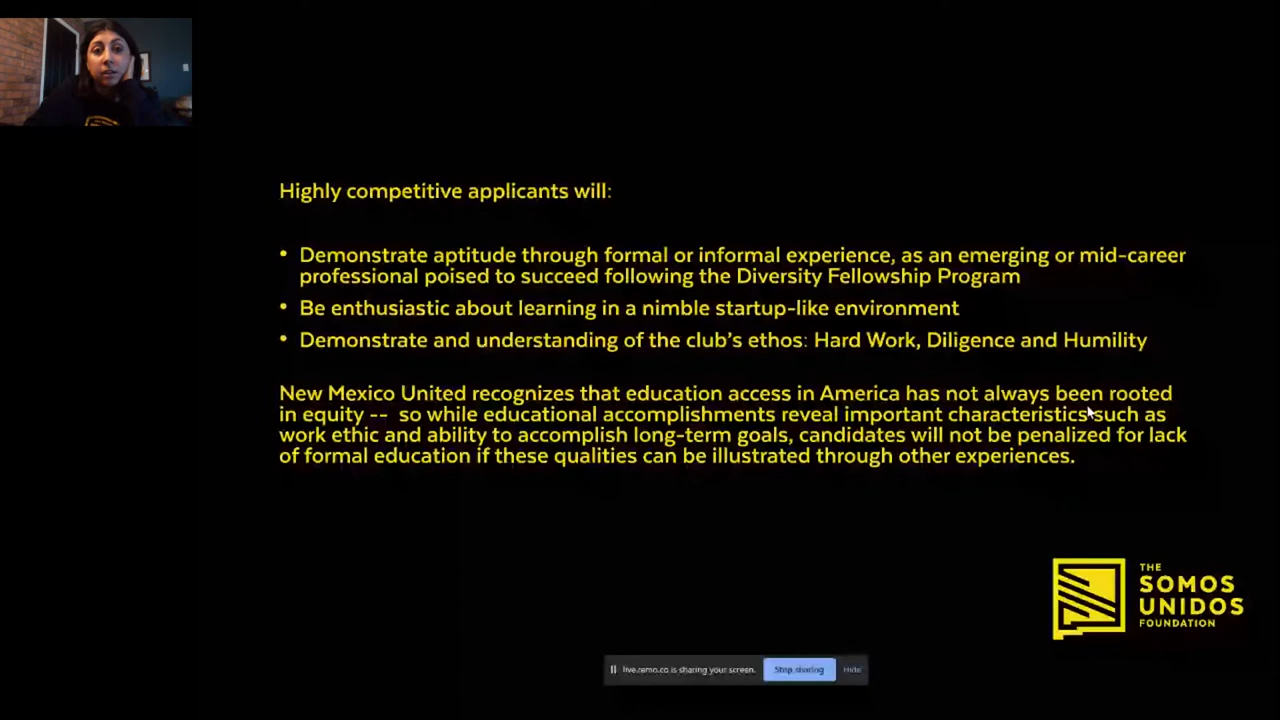 Highly competitive applicants will:
• Demonstrate aptitude through formal or informal experience, as an emerging or mid-career
professional poised to succeed following the Diversity Fellowship Program
• Be enthusiastic about learning in a nimble startup-like environment
• Demonstrate and understanding of the club's ethos: Hard Work, Diligence and Humility
New Mexico United recognizes that education access in America has not always been rooted
in equity -- so while educational accomplishments reveal important characteristics such as
work ethic and ability to accomplish long-term goals, candidates will not be penalized for lack
of formal education if these qualities can be illustrated through other experiences.
THE
SOMOS
UNIDOS
FOUNDATION
live.remo.co is sharing your screen. Stop sharing Hide